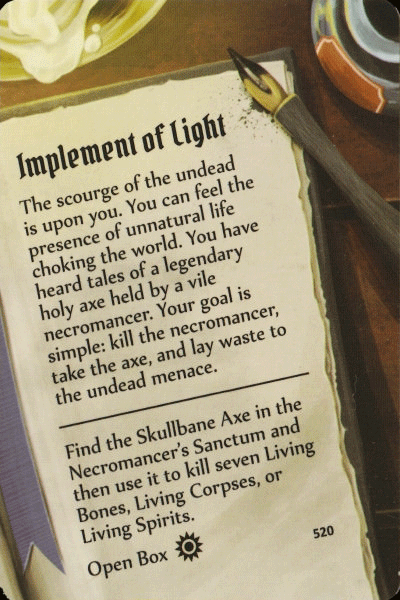 Implement of Light
The scourge of the undead
is upon you. You can feel the
presence of unnatural life
choking the world. You have
heard tales of a legendary
holy axe held by a vile
necromancer. Your goal is
simple: kill the necromancer,
take the axe, and lay waste to
the undead menace.
Find the Skullbane Axe in the
Necromancer's Sanctum and
then use it to kill seven Living
Bones, Living Corpses, or
Living Spirits.
Open Box
520